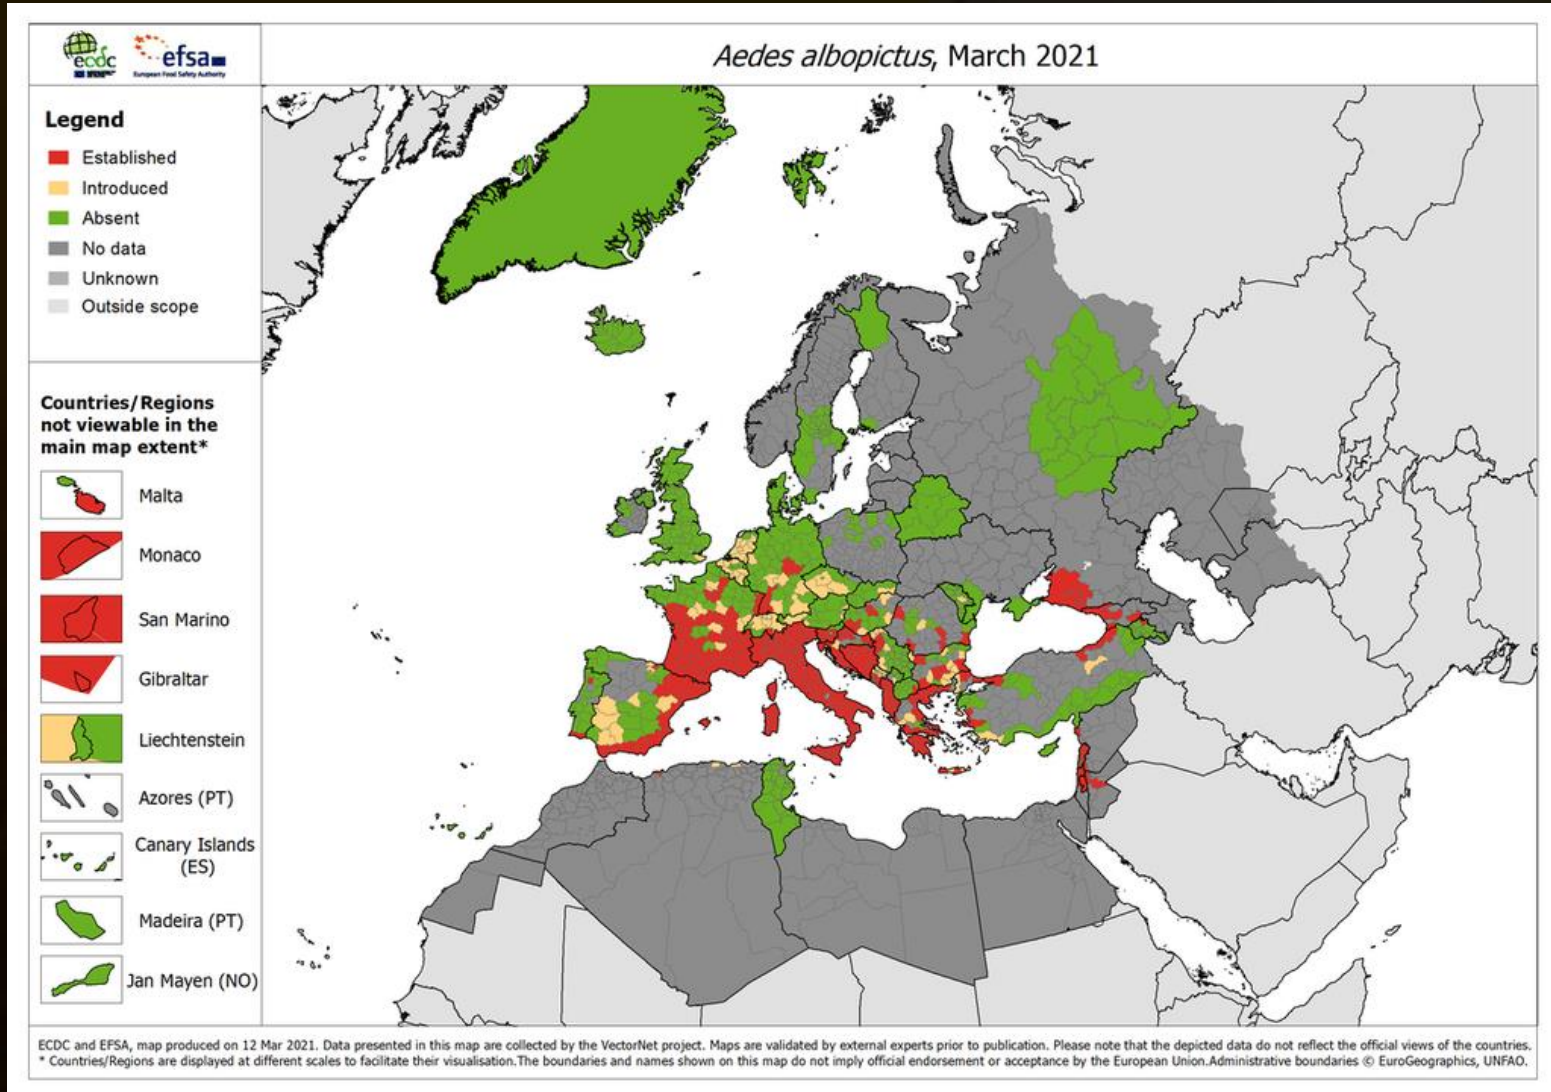 ecdc
efsa
European Food Safety Authority
Aedes albopictus, March 2021
Legend
Established
Introduced
Absent
No data
Unknown
Outside scope
Countries/Regions
not viewable in the
main map extent*
Malta
Monaco
San Marino
Gibraltar
Liechtenstein
Azores (PT)
Canary Islands
(ES)
Madeira (PT)
Jan Mayen (NO)
ECDC and EFSA, map produced on 12 Mar 2021. Data presented in this map are collected by the VectorNet project. Maps are validated by external experts prior to publication. Please note that the depicted data do not reflect the official views of the countries.
* Countries/Regions are displayed at different scales to facilitate their visualisation.The boundaries and names shown on this map do not imply official endorsement or acceptance by the European Union.Administrative boundaries © EuroGeographics, UNFAO.